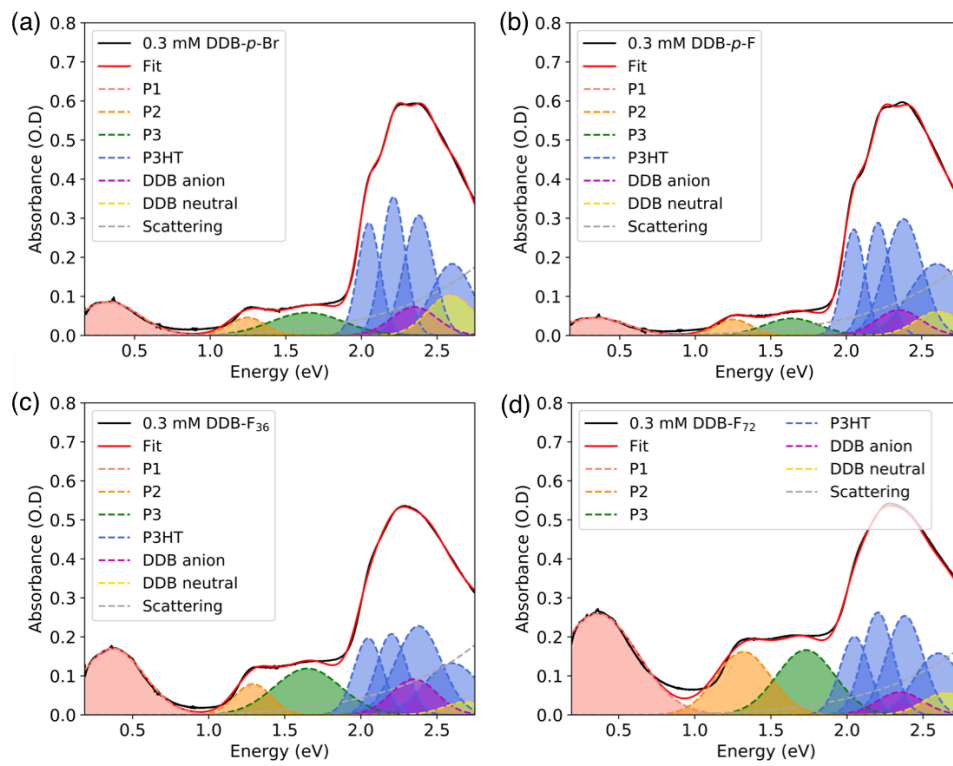 (a)
0.8
0.7
0.6
0.5
0.4
0.3
0.2
0.1
0.0
Absorbance (O.D)
0.3 mM DDB-p-Br
Fit
P1
P2
P3
P3HT
DDB anion
DDB neutral
Scattering
0.5
1.0
1.5
2.0
2.5
Energy (eV)
(b)
0.8
0.7
0.6
0.5
0.4
0.3
0.2
0.1
0.0
Absorbance (O.D)
0.3 mM DDB-p-F
Fit
P1
P2
P3
P3HT
DDB anion
DDB neutral
Scattering
0.5
1.0
1.5
2.0
2.5
Energy (eV)
(c)
0.8
0.7
0.6
0.5
0.4
0.3
0.2
0.1
0.0
Absorbance (O.D)
0.3 mM DDB-F₃₆
Fit
P1
P2
P3
P3HT
DDB anion
DDB neutral
Scattering
0.5
1.0
1.5
2.0
2.5
Energy (eV)
(d)
0.8
0.7
0.6
0.5
0.4
0.3
0.2
0.1
0.0
Absorbance (O.D)
0.3 mM DDB-F₇₂
Fit
P1
P2
P3
P3HT
DDB anion
DDB neutral
Scattering
0.5
1.0
1.5
2.0
2.5
Energy (eV)